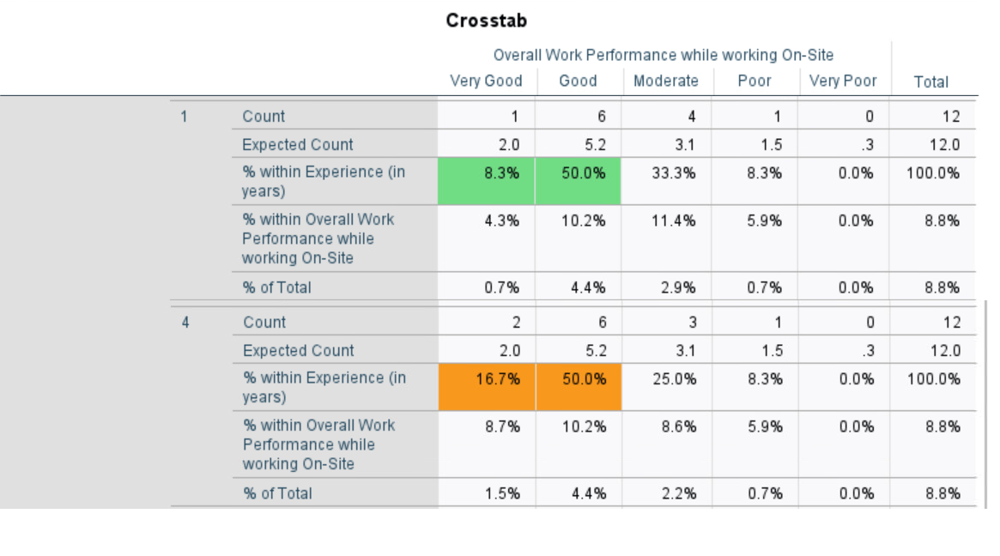 Crosstab
Overall Work Performance while working On-Site
Very Good Good Moderate Poor Very Poor Total
1 Count 1 6 4 1 0 12
Expected Count 2.0 5.2 3.1 1.5 .3 12.0
% within Experience (in 8.3% 50.0% 33.3% 8.3% 0.0% 100.0%
years)
% within Overall Work 4.3% 10.2% 11.4% 5.9% 0.0% 8.8%
Performance while
working On-Site
% of Total 0.7% 4.4% 2.9% 0.7% 0.0% 8.8%
4 Count 2 6 3 1 0 12
Expected Count 2.0 5.2 3.1 1.5 .3 12.0
% within Experience (in 16.7% 50.0% 25.0% 8.3% 0.0% 100.0%
years)
% within Overall Work 8.7% 10.2% 8.6% 5.9% 0.0% 8.8%
Performance while
working On-Site
% of Total 1.5% 4.4% 2.2% 0.7% 0.0% 8.8%